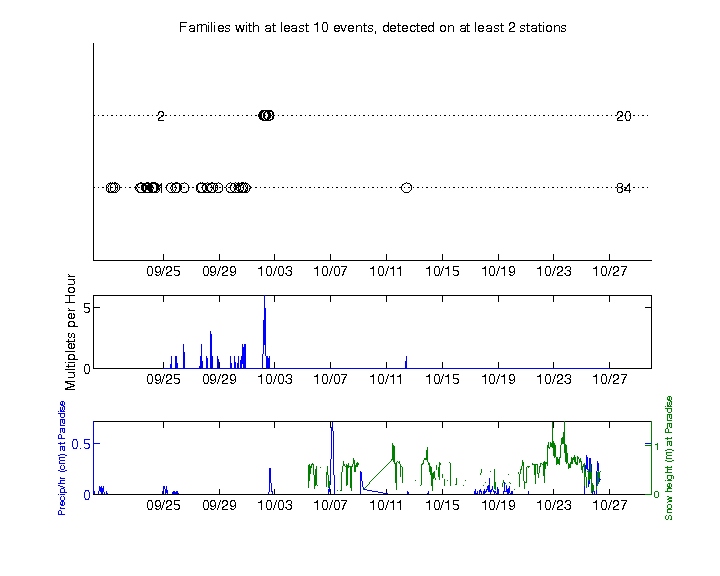 Families with at least 10 events, detected on at least 2 stations
2 20
84
09/25 09/29 10/03 10/07 10/11 10/15 10/19 10/23 10/27
Multiplets per Hour
5
0
09/25 09/29 10/03 10/07 10/11 10/15 10/19 10/23 10/27
Precip/hr (cm) at Paradise
0.5
0
1
0
Snow height (m) at Paradise
09/25 09/29 10/03 10/07 10/11 10/15 10/19 10/23 10/27